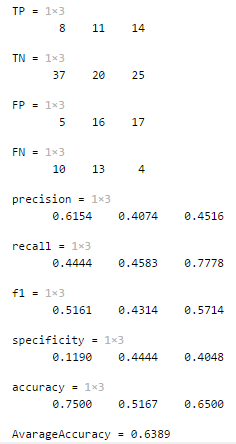 TP = 1×3
8 11 14
TN = 1×3
37 20 25
FP = 1×3
5 16 17
FN = 1×3
10 13 4
precision = 1×3
0.6154 0.4074 0.4516
recall = 1×3
0.4444 0.4583 0.7778
f1 = 1×3
0.5161 0.4314 0.5714
specificity = 1×3
0.1190 0.4444 0.4048
accuracy = 1×3
0.7500 0.5167 0.6500
AvarageAccuracy = 0.6389